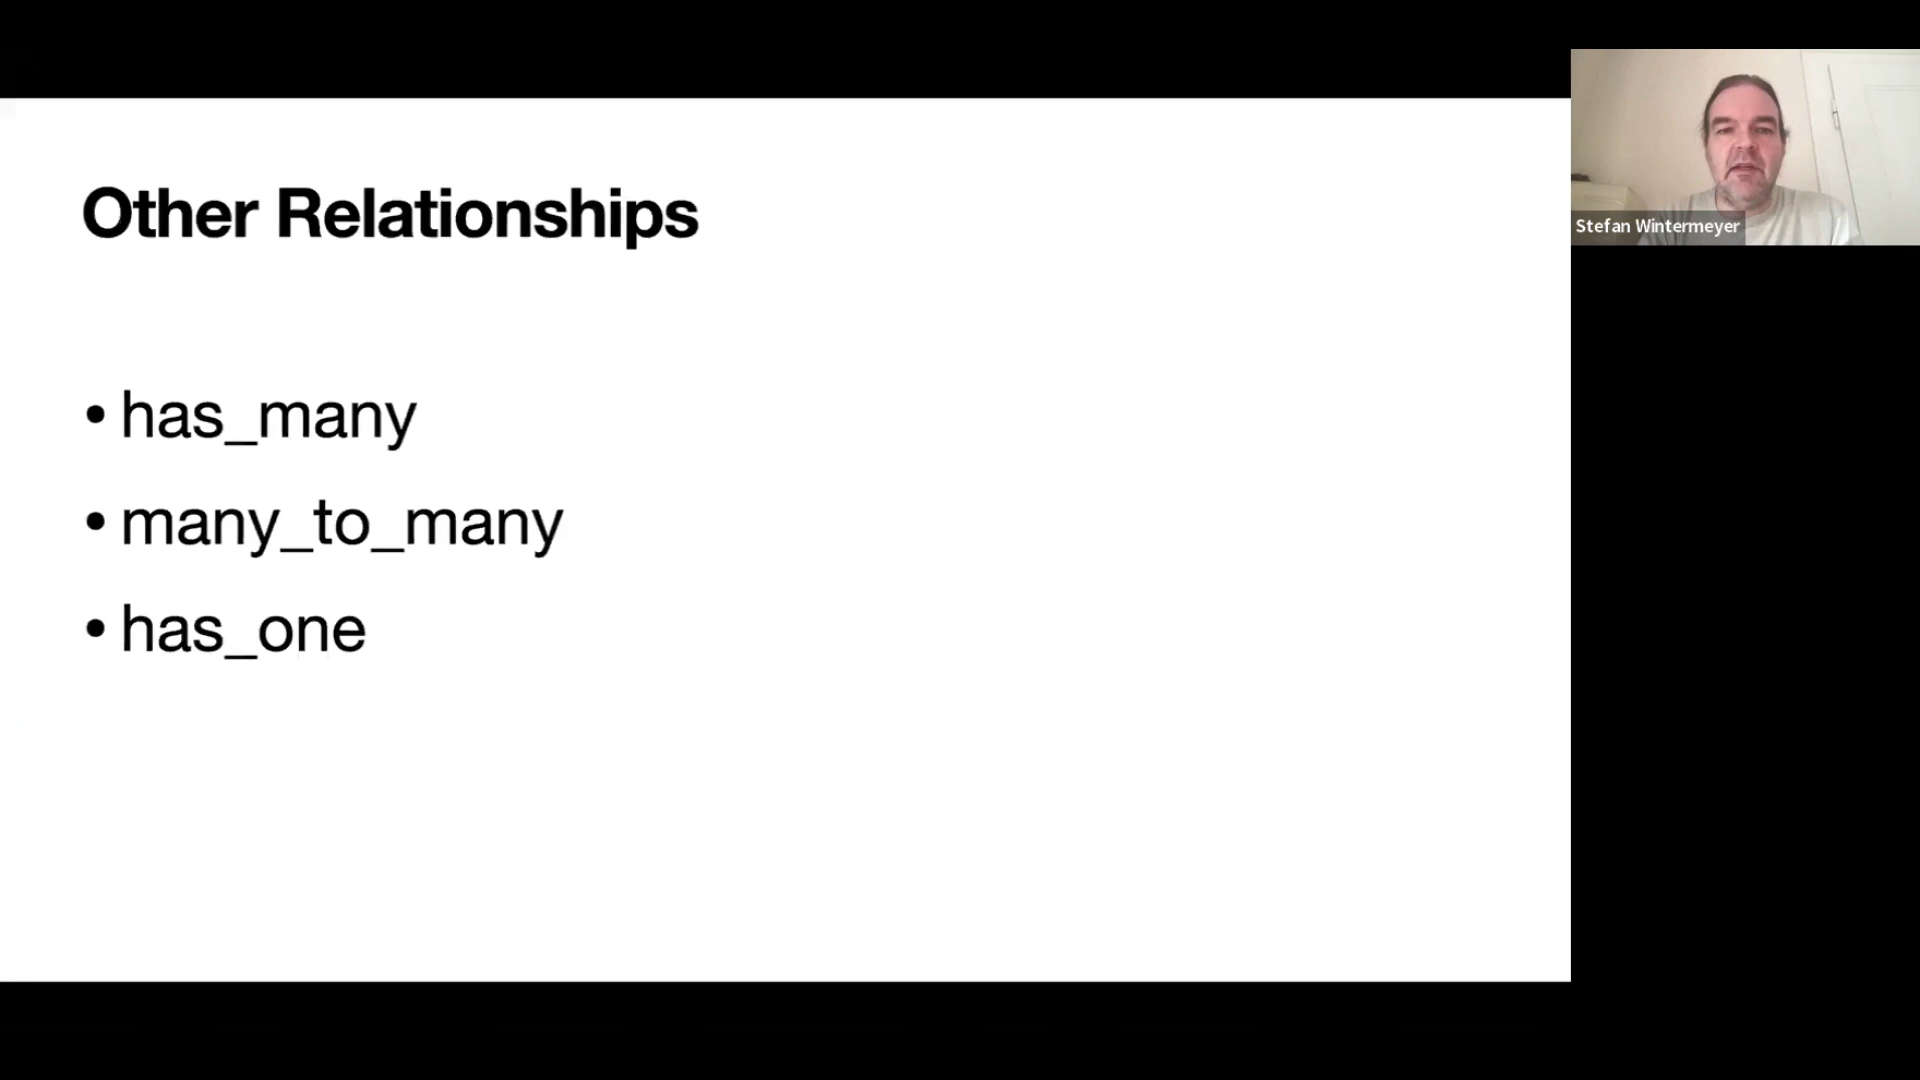 Other Relationships
• has_many
• many_to_many
• has_one
Stefan Wintermeyer